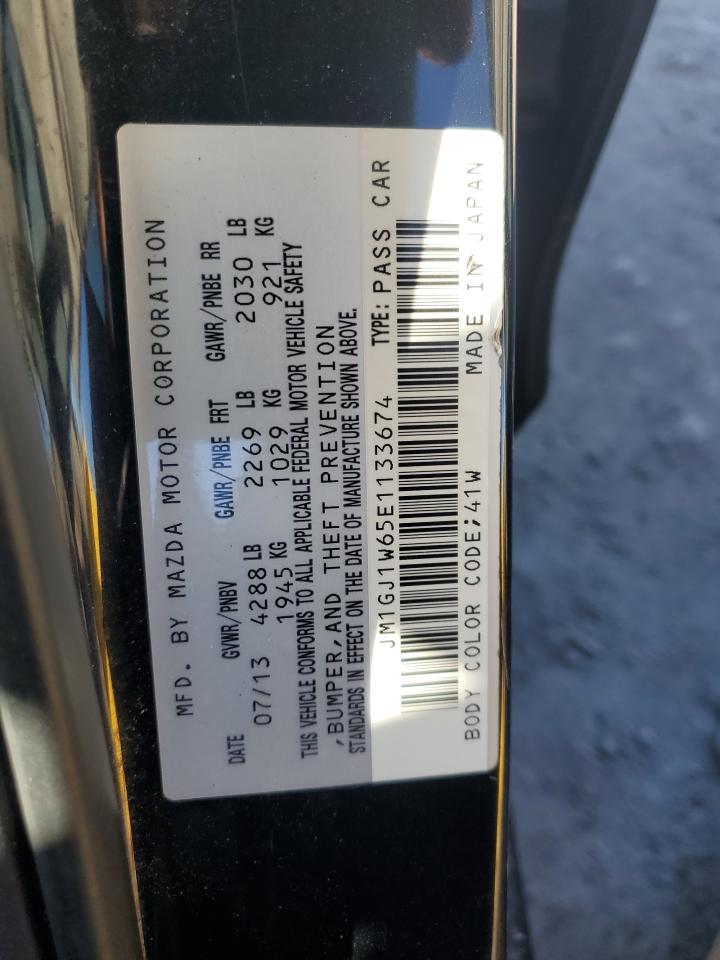 MFD. BY MAZDA MOTOR CORPORATION
DATE GVWR/PNBV GAWR/PNBE FRT GAWR/PNBE RR
07/13 4288 LB 2269 LB 2030 LB
1945 KG 1029 KG 921 KG
THIS VEHICLE CONFORMS TO ALL APPLICABLE FEDERAL MOTOR VEHICLE SAFETY
,BUMPER,AND THEFT PREVENTION
STANDARDS IN EFFECT ON THE DATE OF MANUFACTURE SHOWN ABOVE.
JM1GJ1W65E1133674 TYPE: PASS CAR
BODY COLOR CODE;41W MADE IN JAPAN